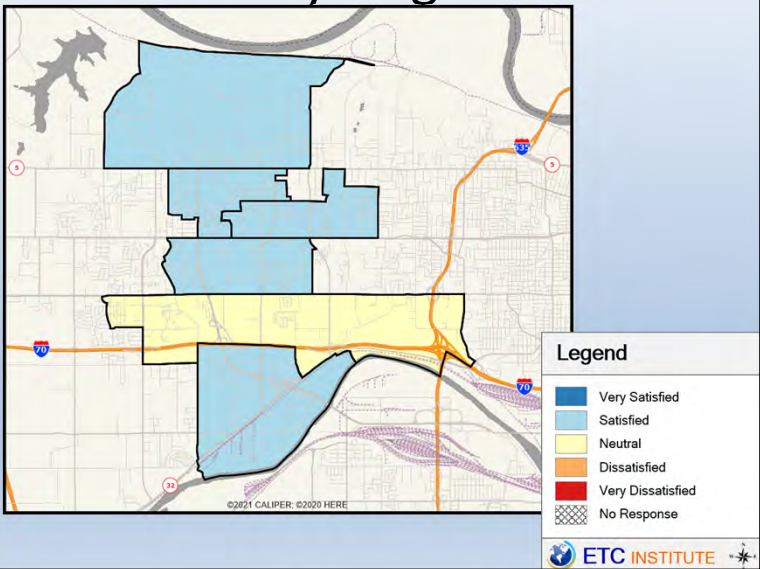 635
5
5
70
70
32
©2021 CALIPER; ©2020 HERE
Legend
Very Satisfied
Satisfied
Neutral
Dissatisfied
Very Dissatisfied
No Response
ETC INSTITUTE